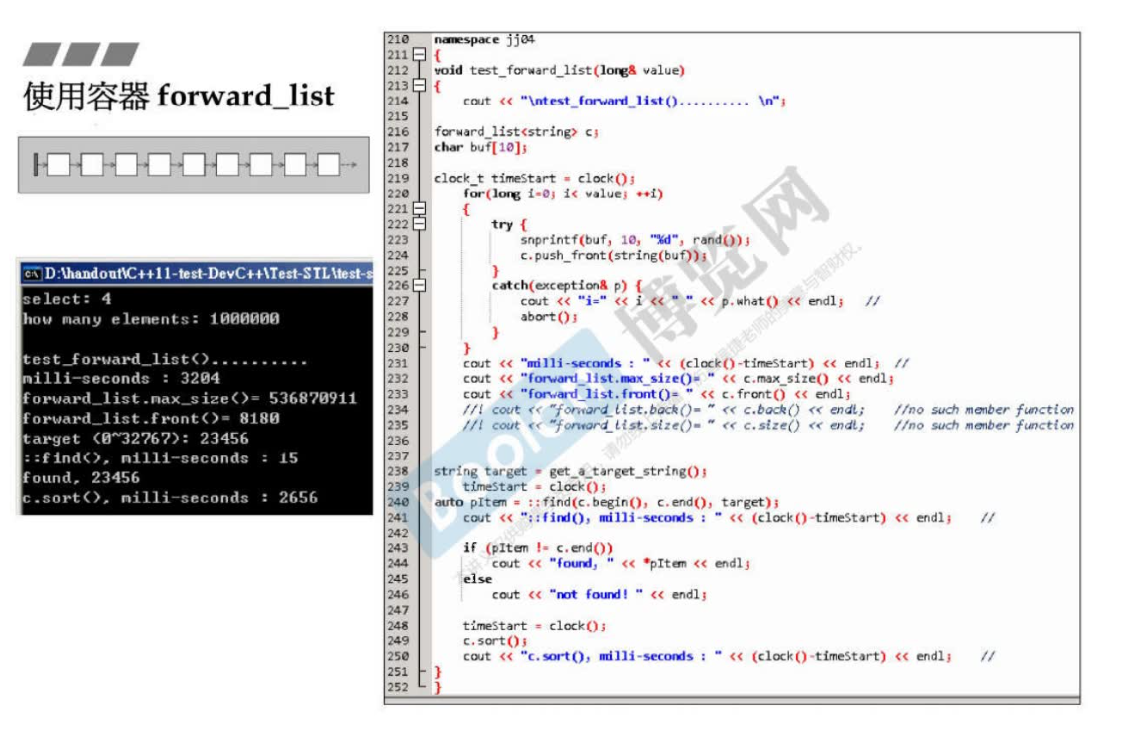 使用容器 forward_list
D:\handout\C++11-test-DevC++\Test-STL\test-s
select: 4
how many elements: 1000000
test_forward_list()..........
milli-seconds : 3204
forward_list.max_size()= 536870911
forward_list.front()= 8180
target (0~32767): 23456
::find(), milli-seconds : 15
found, 23456
c.sort(), milli-seconds : 2656
210 namespace jj04
211 {
212 void test_forward_list(long& value)
213 {
214 cout << "\ntest_forward_list().......... \n";
215
216 forward_list<string> c;
217 char buf[10];
218
219 clock_t timeStart = clock();
220 for(long i=0; i< value; ++i)
221 {
222 try {
223 snprintf(buf, 10, "%d", rand());
224 c.push_front(string(buf));
225 }
226 catch(exception& p) {
227 cout << "i=" << i << " " << p.what() << endl; //
228 abort();
229 }
230 }
231 cout << "milli-seconds : " << (clock()-timeStart) << endl; //
232 cout << "forward_list.max_size()= " << c.max_size() << endl;
233 cout << "forward_list.front()= " << c.front() << endl;
234 //! cout << "forward_list.back()= " << c.back() << endl; //no such member function
235 //! cout << "forward_list.size()= " << c.size() << endl; //no such member function
236
237
238 string target = get_a_target_string();
239 timeStart = clock();
240 auto pItem = ::find(c.begin(), c.end(), target);
241 cout << "::find(), milli-seconds : " << (clock()-timeStart) << endl; //
242
243 if (pItem != c.end())
244 cout << "found, " << *pItem << endl;
245 else
246 cout << "not found! " << endl;
247
248 timeStart = clock();
249 c.sort();
250 cout << "c.sort(), milli-seconds : " << (clock()-timeStart) << endl; //
251 }
252 }
博览网
Boolan